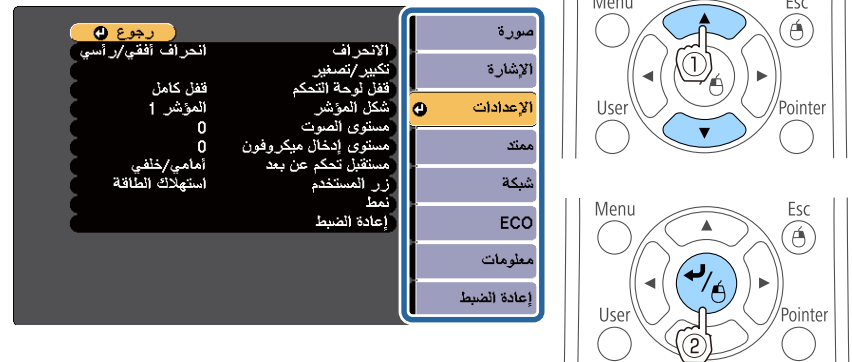 رجوع
صورة
الإشارة
الإعدادات
ممتد
شبكة
ECO
معلومات
إعادة الضبط
الانحراف انحراف أفقي/رأسي
تكبير/تصغير
قفل لوحة التحكم قفل كامل
شكل المؤشر المؤشر 1
مستوى الصوت 0
مستوى إدخال ميكروفون 0
مستقبل تحكم عن بعد أمامي/خلفي
زر المستخدم استهلاك الطاقة
نمط
إعادة الضبط
Menu Esc
1
User Pointer
Menu Esc
User Pointer
2